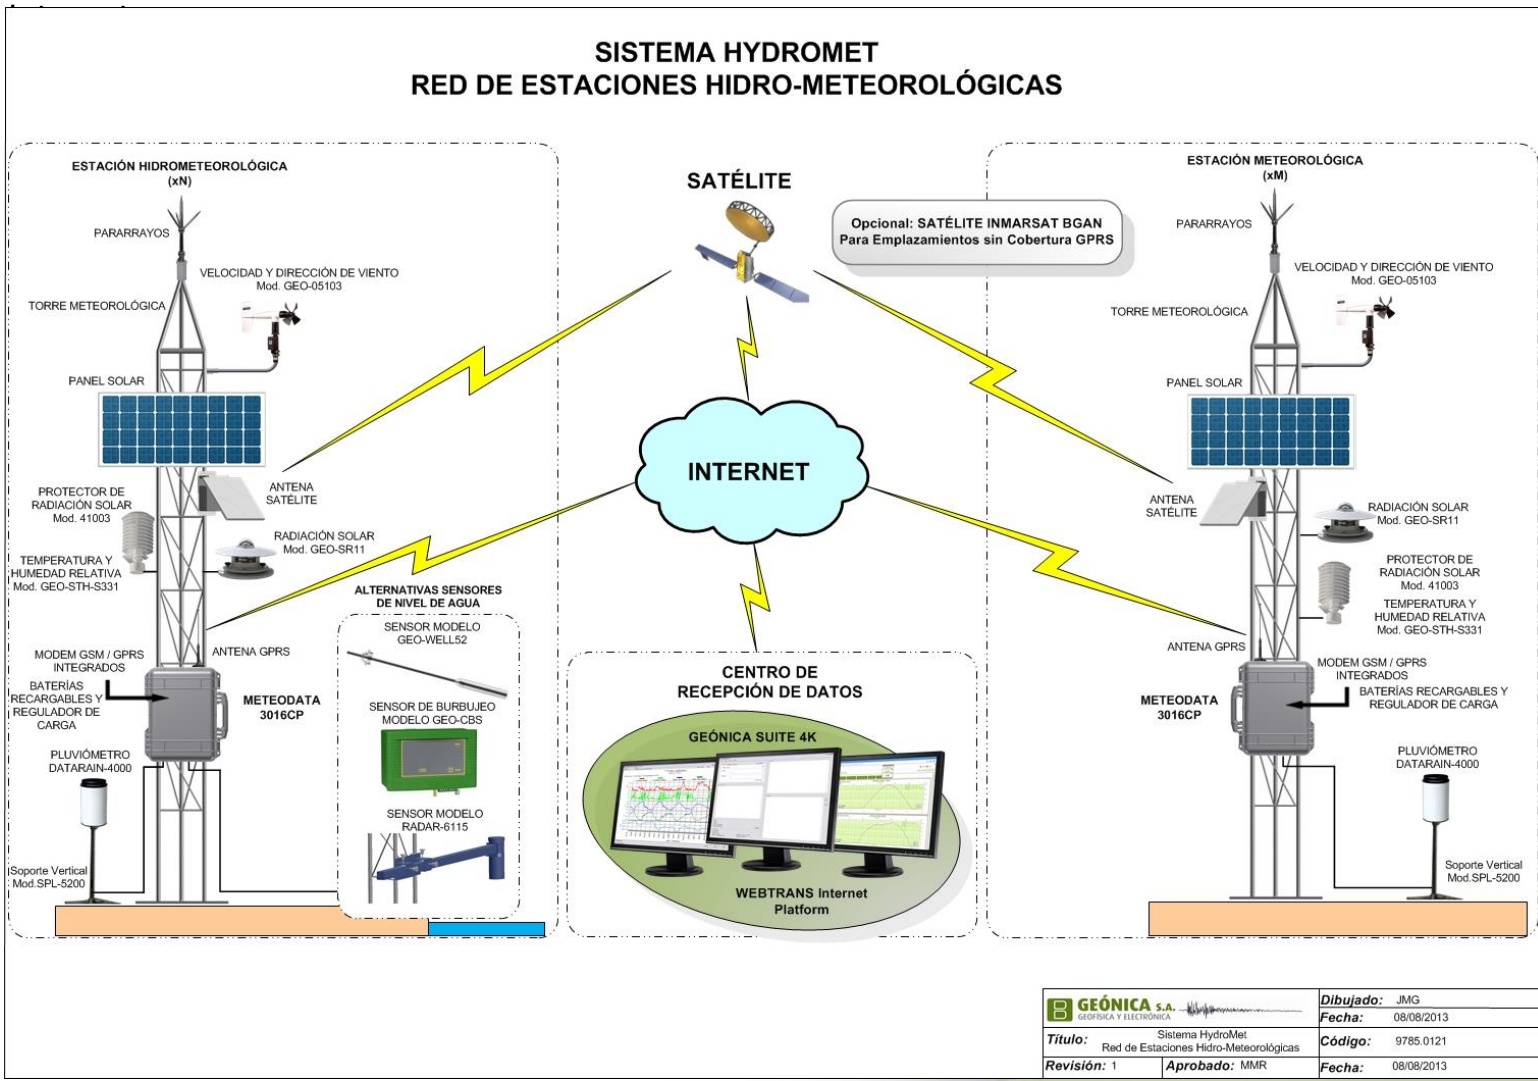 SISTEMA HYDROMET
RED DE ESTACIONES HIDRO-METEOROLÓGICAS
ESTACIÓN HIDROMETEOROLÓGICA
(xN)
PARARRAYOS
VELOCIDAD Y DIRECCIÓN DE VIENTO
Mod. GEO-05103
TORRE METEOROLÓGICA
PANEL SOLAR
ANTENA
SATÉLITE
PROTECTOR DE
RADIACIÓN SOLAR
Mod. 41003
RADIACIÓN SOLAR
Mod. GEO-SR11
TEMPERATURA Y
HUMEDAD RELATIVA
Mod. GEO-STH-S331
ANTENA GPRS
MODEM GSM / GPRS
INTEGRADOS
BATERÍAS
RECARGABLES Y
REGULADOR DE
CARGA
METEODATA
3016CP
PLUVIÓMETRO
DATARAIN-4000
Soporte Vertical
Mod.SPL-5200
ALTERNATIVAS SENSORES
DE NIVEL DE AGUA
SENSOR MODELO
GEO-WELL52
SENSOR DE BURBUJEO
MODELO GEO-CBS
SENSOR MODELO
RADAR-6115
SATÉLITE
Opcional: SATÉLITE INMARSAT BGAN
Para Emplazamientos sin Cobertura GPRS
INTERNET
CENTRO DE
RECEPCIÓN DE DATOS
GEÓNICA SUITE 4K
WEBTRANS Internet
Platform
ESTACIÓN METEOROLÓGICA
(xM)
PARARRAYOS
VELOCIDAD Y DIRECCIÓN DE VIENTO
Mod. GEO-05103
TORRE METEOROLÓGICA
PANEL SOLAR
ANTENA
SATÉLITE
RADIACIÓN SOLAR
Mod. GEO-SR11
PROTECTOR DE
RADIACIÓN SOLAR
Mod. 41003
TEMPERATURA Y
HUMEDAD RELATIVA
Mod. GEO-STH-S331
ANTENA GPRS
MODEM GSM / GPRS
INTEGRADOS
BATERÍAS RECARGABLES Y
REGULADOR DE CARGA
METEODATA
3016CP
PLUVIÓMETRO
DATARAIN-4000
Soporte Vertical
Mod.SPL-5200
GEÓNICA S.A.
GEOFÍSICA Y ELECTRÓNICA
Dibujado: JMG
Fecha: 08/08/2013
Título: Sistema HydroMet
Red de Estaciones Hidro-Meteorológicas
Código: 9785.0121
Revisión: 1 Aprobado: MMR Fecha: 08/08/2013